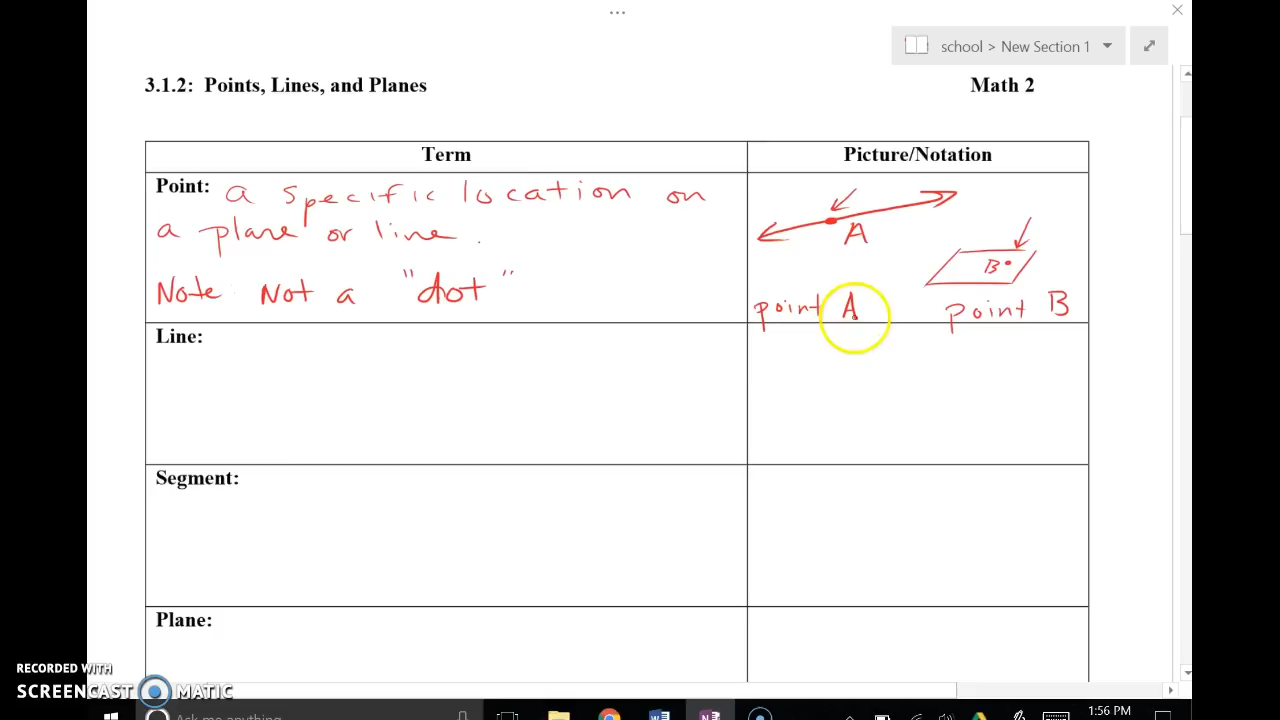 ...
school > New Section 1
3.1.2: Points, Lines, and Planes Math 2
Term Picture/Notation
Point: a specific location on
a plane or line.
Note: Not a "dot"
A
B
point A point B
Line:
Segment:
Plane:
RECORDED WITH
SCREENCAST MATIC
Ask me anything
1:56 PM